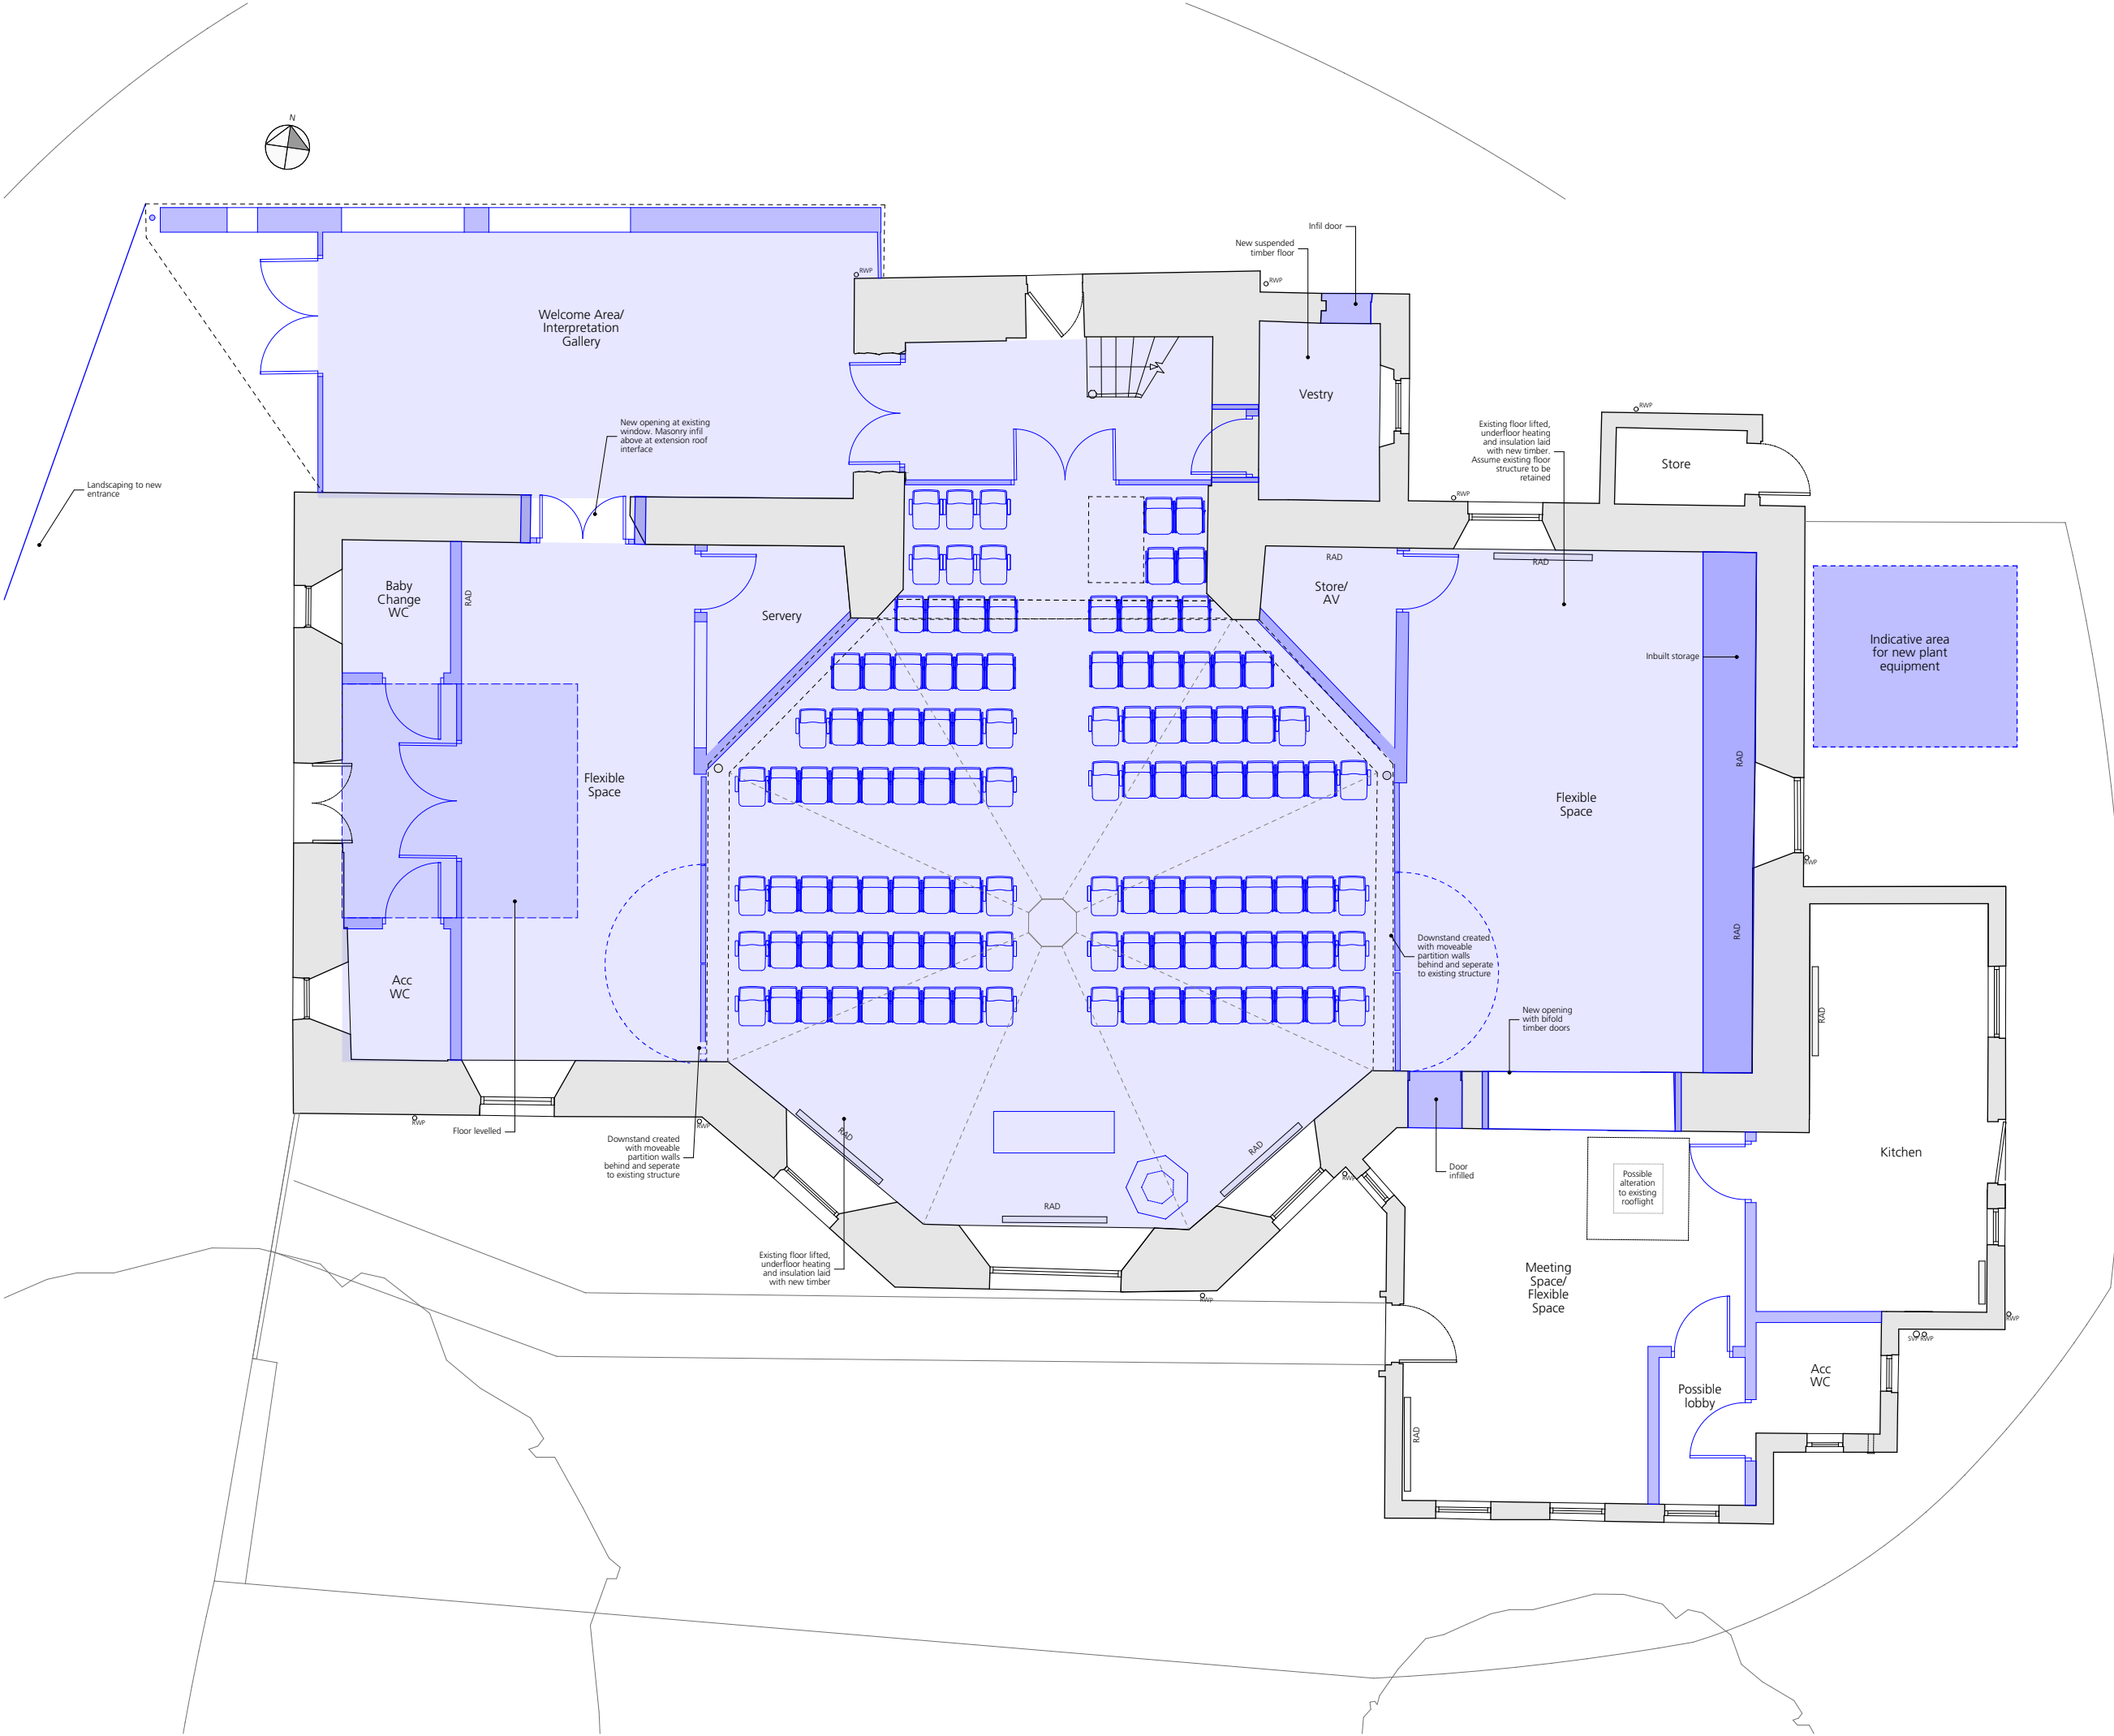 N
Infil door
New suspended
timber floor
RWP
RWP
Welcome Area/
Interpretation
Gallery
Vestry
RWP
New opening at existing
window. Masonry infil
above at extension roof
interface
Existing floor lifted,
underfloor heating
and insulation laid
with new timber.
Assume existing floor
structure to be
retained
Store
Landscaping to new
entrance
RWP
RAD
RAD
Baby
Change
WC
RAD
Servery
Store/
AV
Inbuilt storage
Indicative area
for new plant
equipment
RAD
Flexible
Space
Flexible
Space
RWP
RAD
Downstand created
with moveable
partition walls
behind and seperate
to existing structure
Acc
WC
New opening
with bifold
timber doors
RAD
RWP
Floor levelled
RWP
Downstand created
with moveable
partition walls
behind and seperate
to existing structure
RAD
RAD
RAD
RWP
Door
infilled
Possible
alteration
to existing
rooflight
Kitchen
Existing floor lifted,
underfloor heating
and insulation laid
with new timber
RWP
Meeting
Space/
Flexible
Space
RWP
SVP RWP
Acc
WC
Possible
lobby
RAD